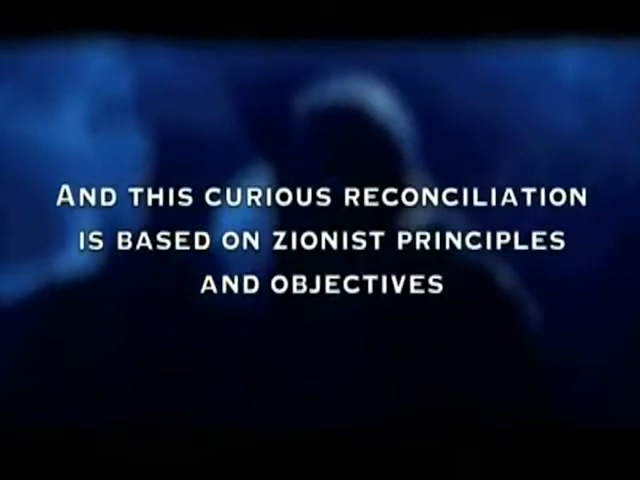 AND THIS CURIOUS RECONCILIATION
IS BASED ON ZIONIST PRINCIPLES
AND OBJECTIVES